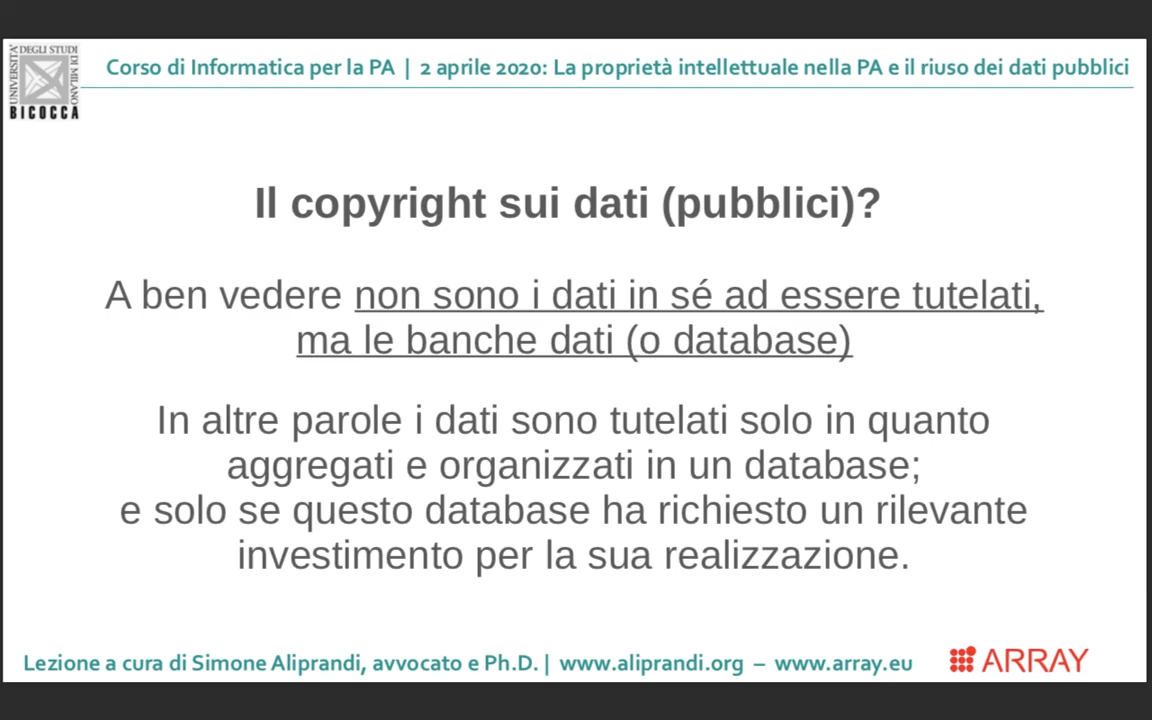 UNIVERSITA' DEGLI STUDI DI MILANO
BICOCCA
Corso di Informatica per la PA | 2 aprile 2020: La proprietà intellettuale nella PA e il riuso dei dati pubblici
Il copyright sui dati (pubblici)?
A ben vedere non sono i dati in sé ad essere tutelati,
ma le banche dati (o database)
In altre parole i dati sono tutelati solo in quanto
aggregati e organizzati in un database;
e solo se questo database ha richiesto un rilevante
investimento per la sua realizzazione.
Lezione a cura di Simone Aliprandi, avvocato e Ph.D. | www.aliprandi.org – www.array.eu
ARRAY